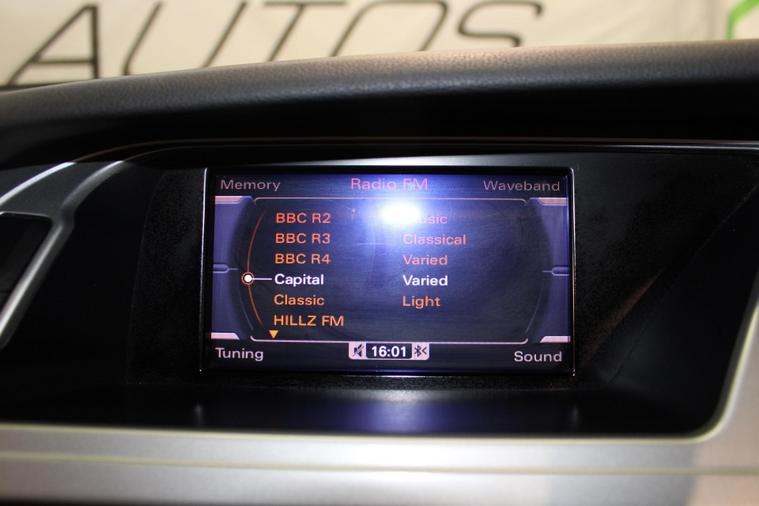 AUTOS
Memory Radio FM Waveband
BBC R2
BBC R3 Classical
BBC R4 Varied
Capital Varied
Classic Light
HILLZ FM
Tuning 16:01 Sound